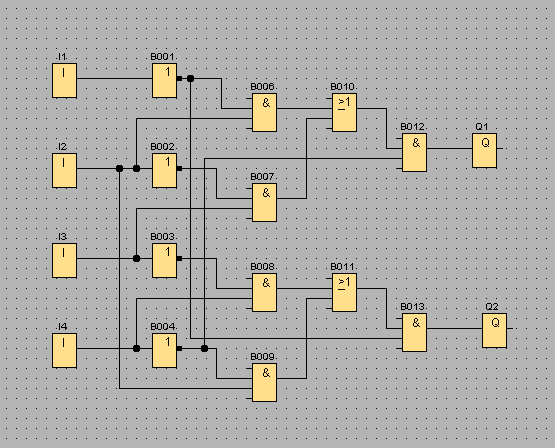 I1
B001
I
1
B006
B010
&
≥1
B012
Q1
I2
B002
&
Q
I
1
B007
&
I3
B003
I
1
B008
B011
&
≥1
B013
Q2
I4
B004
&
Q
I
1
B009
&